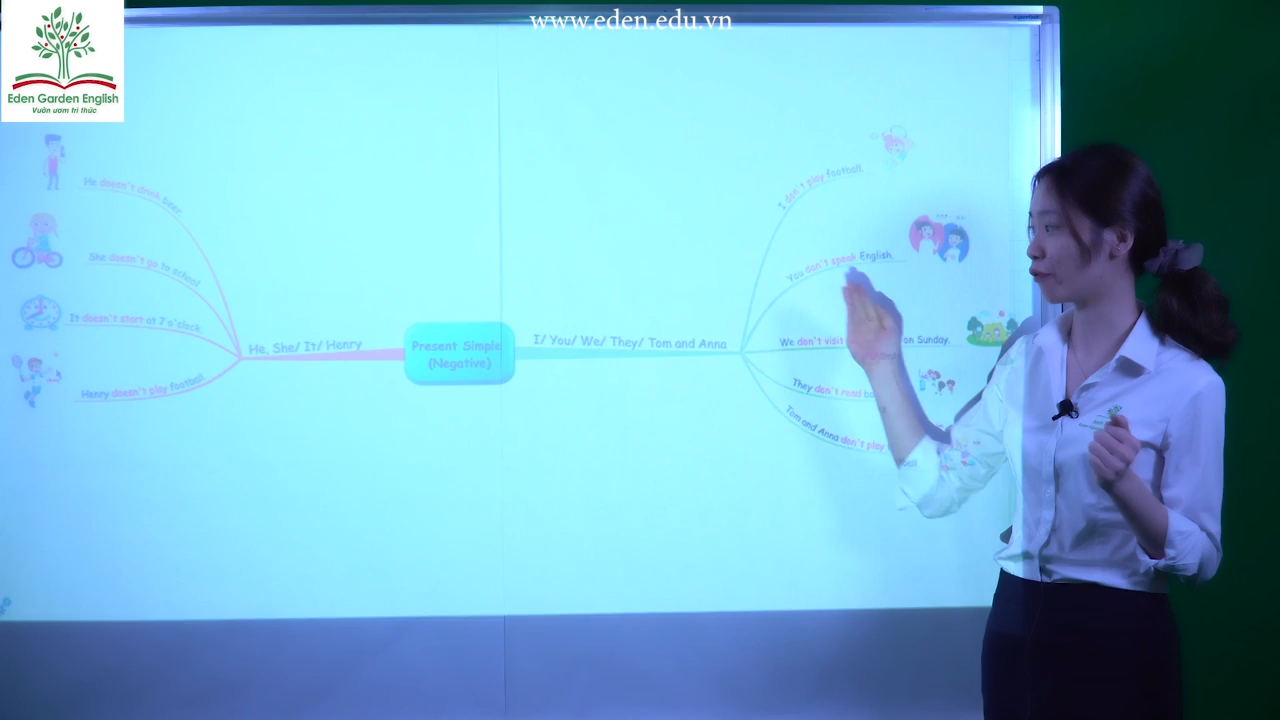 www.eden.edu.vn
Eden Garden English
Vườn ươm tri thức
He doesn't drink beer.
She doesn't go to school
It doesn't start at 7 o'clock
Henry doesn't play football
He, She/ It/ Henry
Present Simple
(Negative)
I/ You/ We/ They/ Tom and Anna
I don't play football.
You don't speak English.
We don't visit on Sunday.
They don't read
Tom and Anna don't play